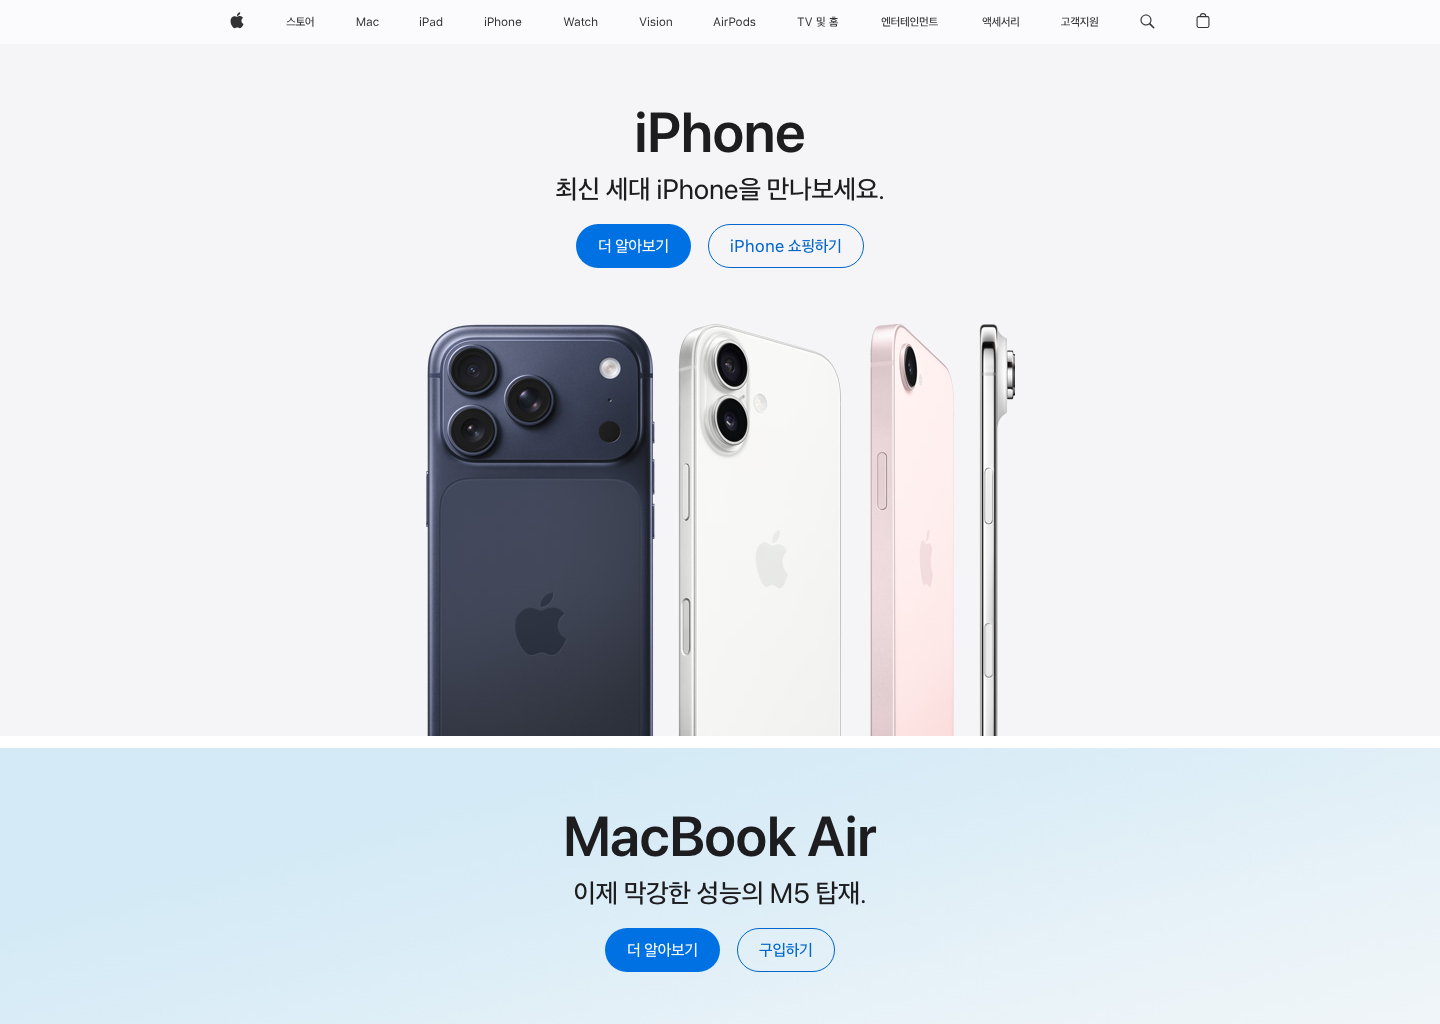 스토어 Mac iPad iPhone Watch Vision AirPods TV 및 홈 엔터테인먼트 액세서리 고객지원
iPhone
최신 세대 iPhone을 만나보세요.
더 알아보기 iPhone 쇼핑하기
MacBook Air
이제 막강한 성능의 M5 탑재.
더 알아보기 구입하기